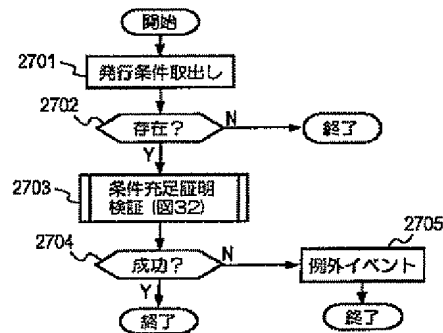 開始
2701
発行条件取出し
2702
存在?
N
終了
Y
2703
条件充足証明
検証 (図32)
2704
成功?
N
2705
例外イベント
Y
終了
終了